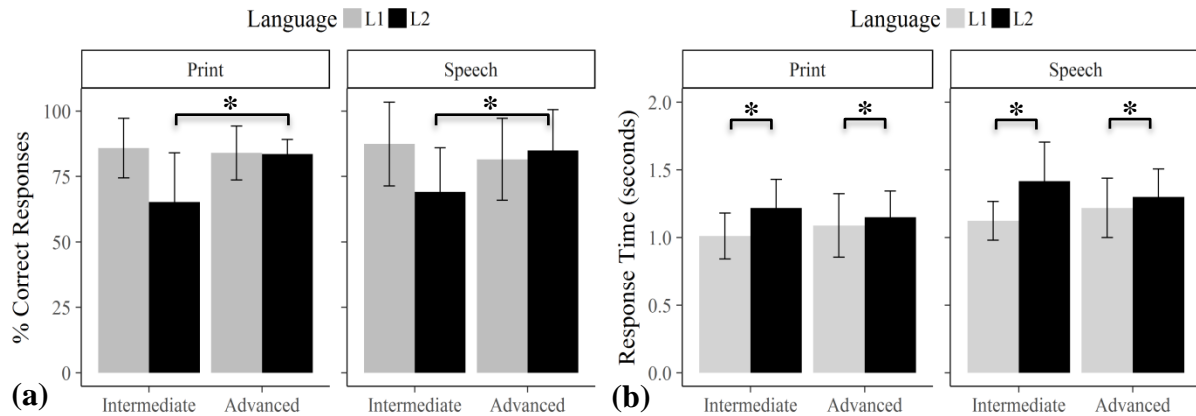 Language L1 L2
Print Speech
* *
% Correct Responses
100
75
50
25
0
Intermediate Advanced Intermediate Advanced
(a)
Language L1 L2
Print Speech
* * * *
Response Time (seconds)
2.0
1.5
1.0
0.5
0.0
Intermediate Advanced Intermediate Advanced
(b)